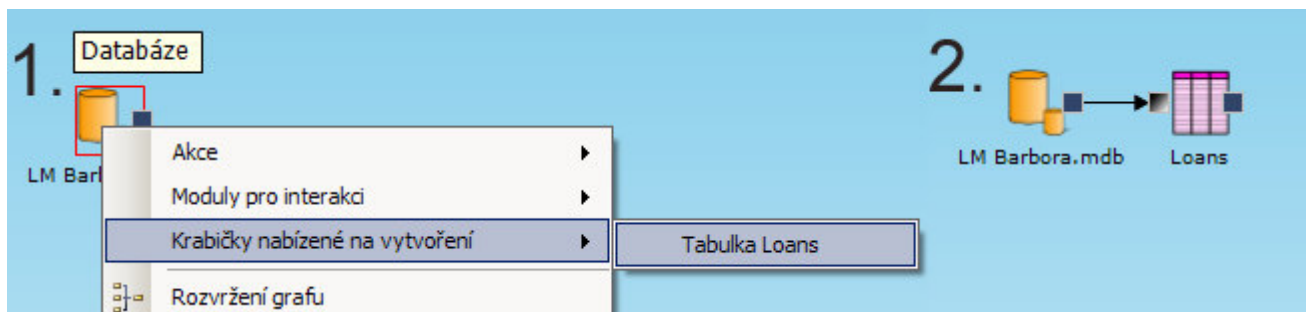 1.
Databáze
LM Barl
Akce
Moduly pro interakci
Krabičky nabízené na vytvoření
Tabulka Loans
Rozvržení grafu
2.
LM Barbora.mdb
Loans